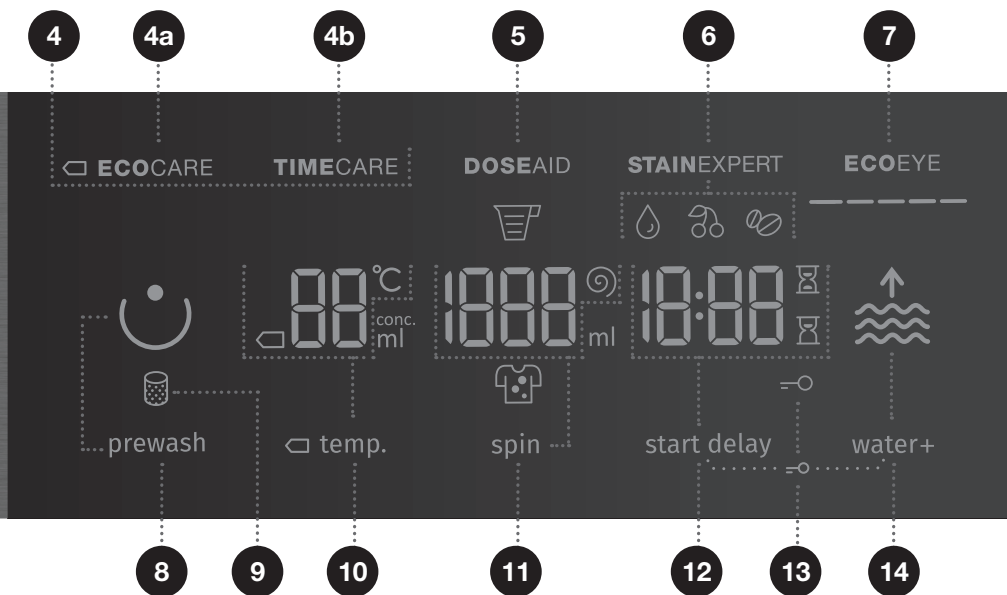 4 4a 4b 5 6 7
ECOCARE TIMECARE DOSEAID STAINEXPERT ECOEYE
88 °C 1888 18:88
conc.
ml ml
prewash temp. spin start delay water+
8 9 10 11 12 13 14